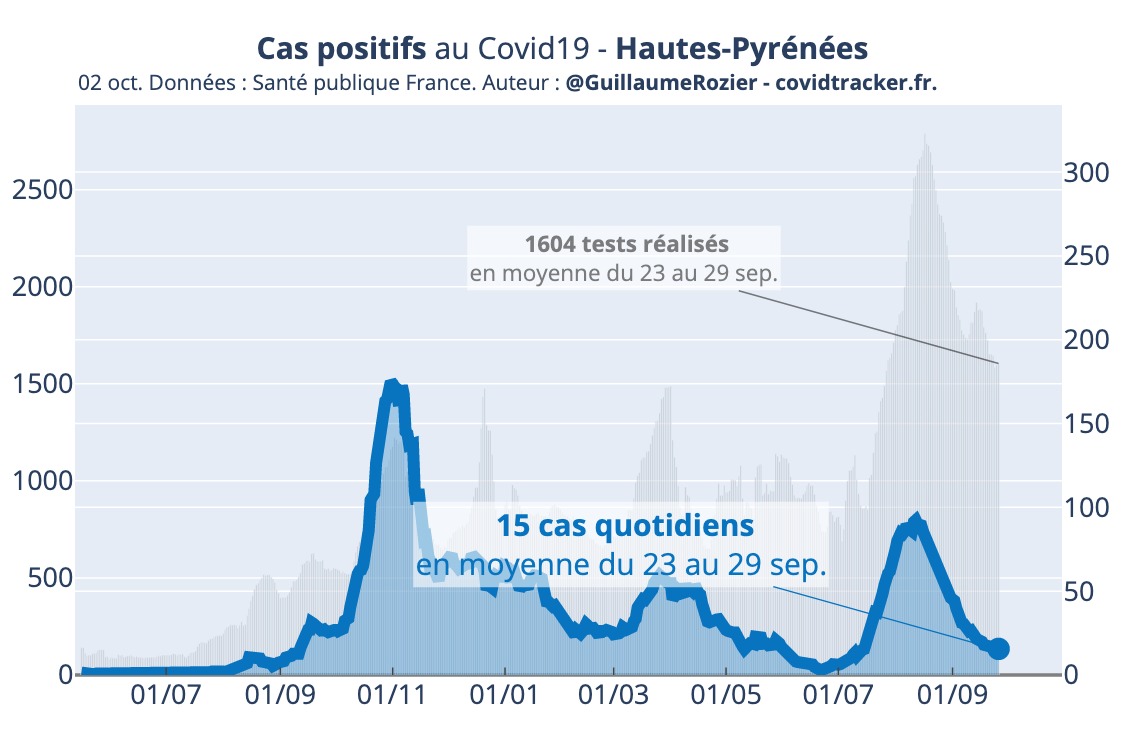 Cas positifs au Covid19 - Hautes-Pyrénées
02 oct. Données : Santé publique France. Auteur : @GuillaumeRozier - covidtracker.fr.
300
2500
1604 tests réalisés
250
en moyenne du 23 au 29 sep.
2000
200
1500
150
1000
100
15 cas quotidiens
en moyenne du 23 au 29 sep.
500
50
0
0
01/07 01/09 01/11 01/01 01/03 01/05 01/07 01/09